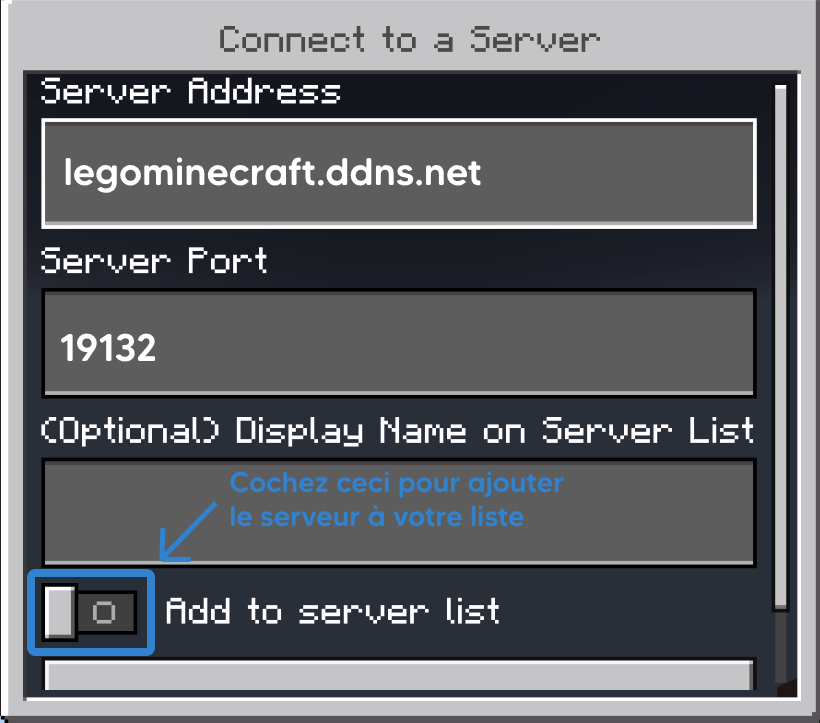 Connect to a Server
Server Address
legominecraft.ddns.net
Server Port
19132
(Optional) Display Name on Server List
Cochez ceci pour ajouter
le serveur à votre liste
Add to server list